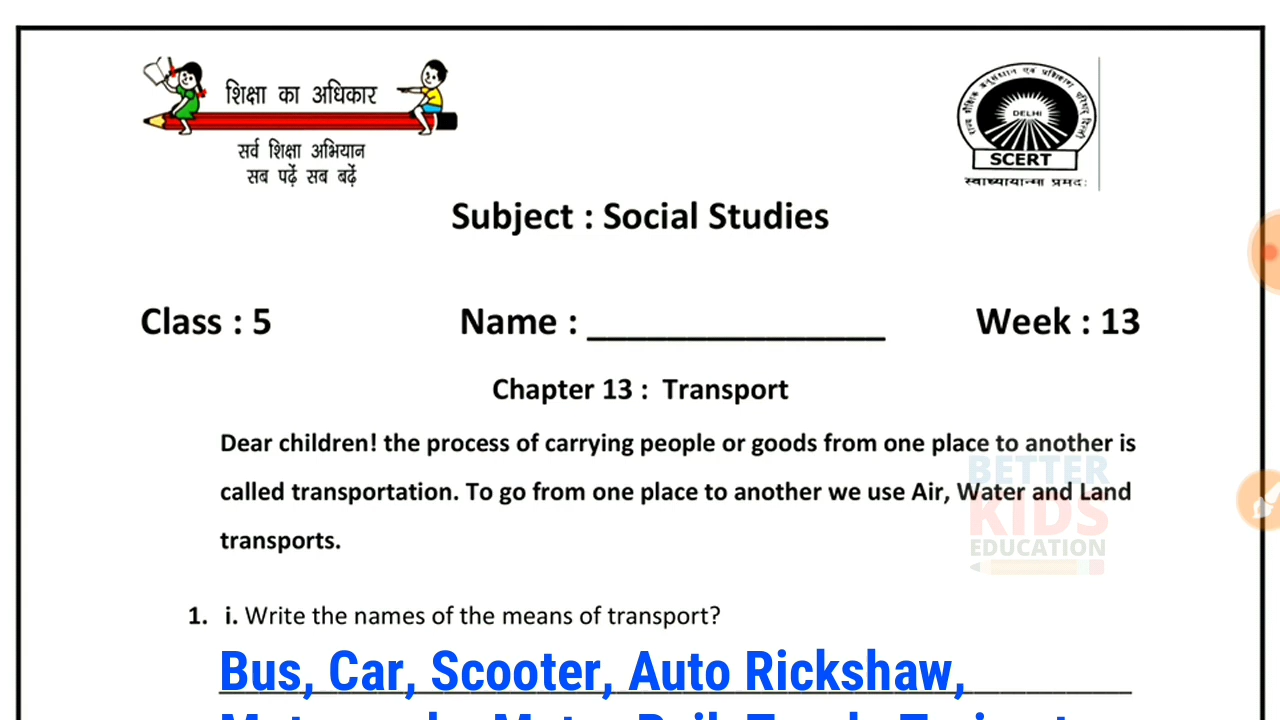 शिक्षा का अधिकार
सर्व शिक्षा अभियान
सब पढ़ें सब बढ़ें
DELHI
SCERT
स्वाध्यायान्मा प्रमदः
Subject : Social Studies
Class : 5 Name : _______________ Week : 13
Chapter 13 : Transport
Dear children! the process of carrying people or goods from one place to another is
called transportation. To go from one place to another we use Air, Water and Land
transports.
BETTER
KIDS
EDUCATION
1. i. Write the names of the means of transport?
Bus, Car, Scooter, Auto Rickshaw,